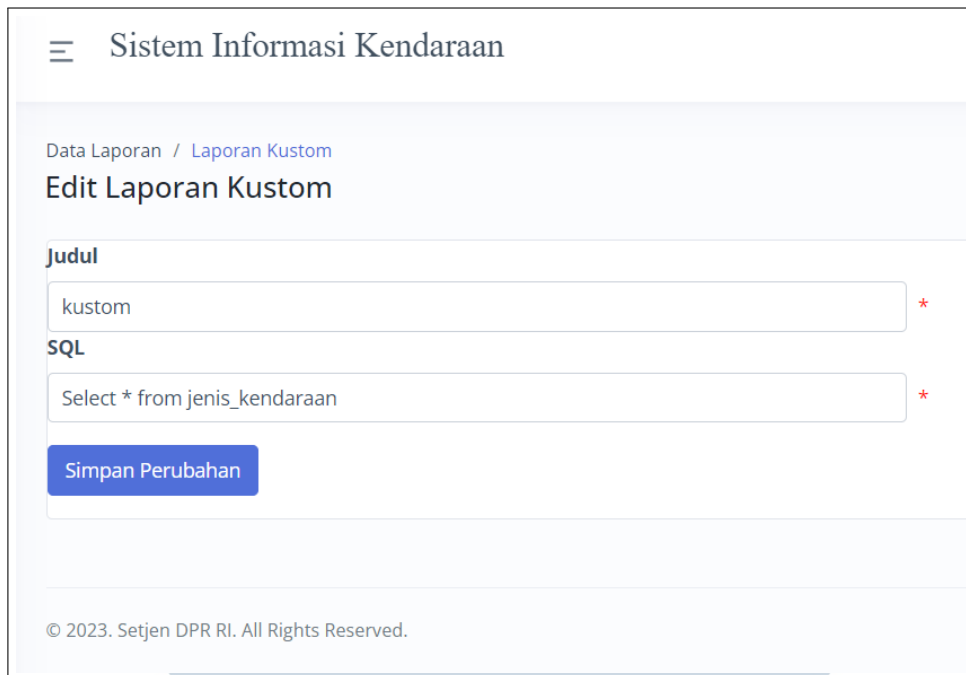 Sistem Informasi Kendaraan
Data Laporan / Laporan Kustom
Edit Laporan Kustom
Judul
kustom *
SQL
Select * from jenis_kendaraan *
Simpan Perubahan
© 2023. Setjen DPR RI. All Rights Reserved.